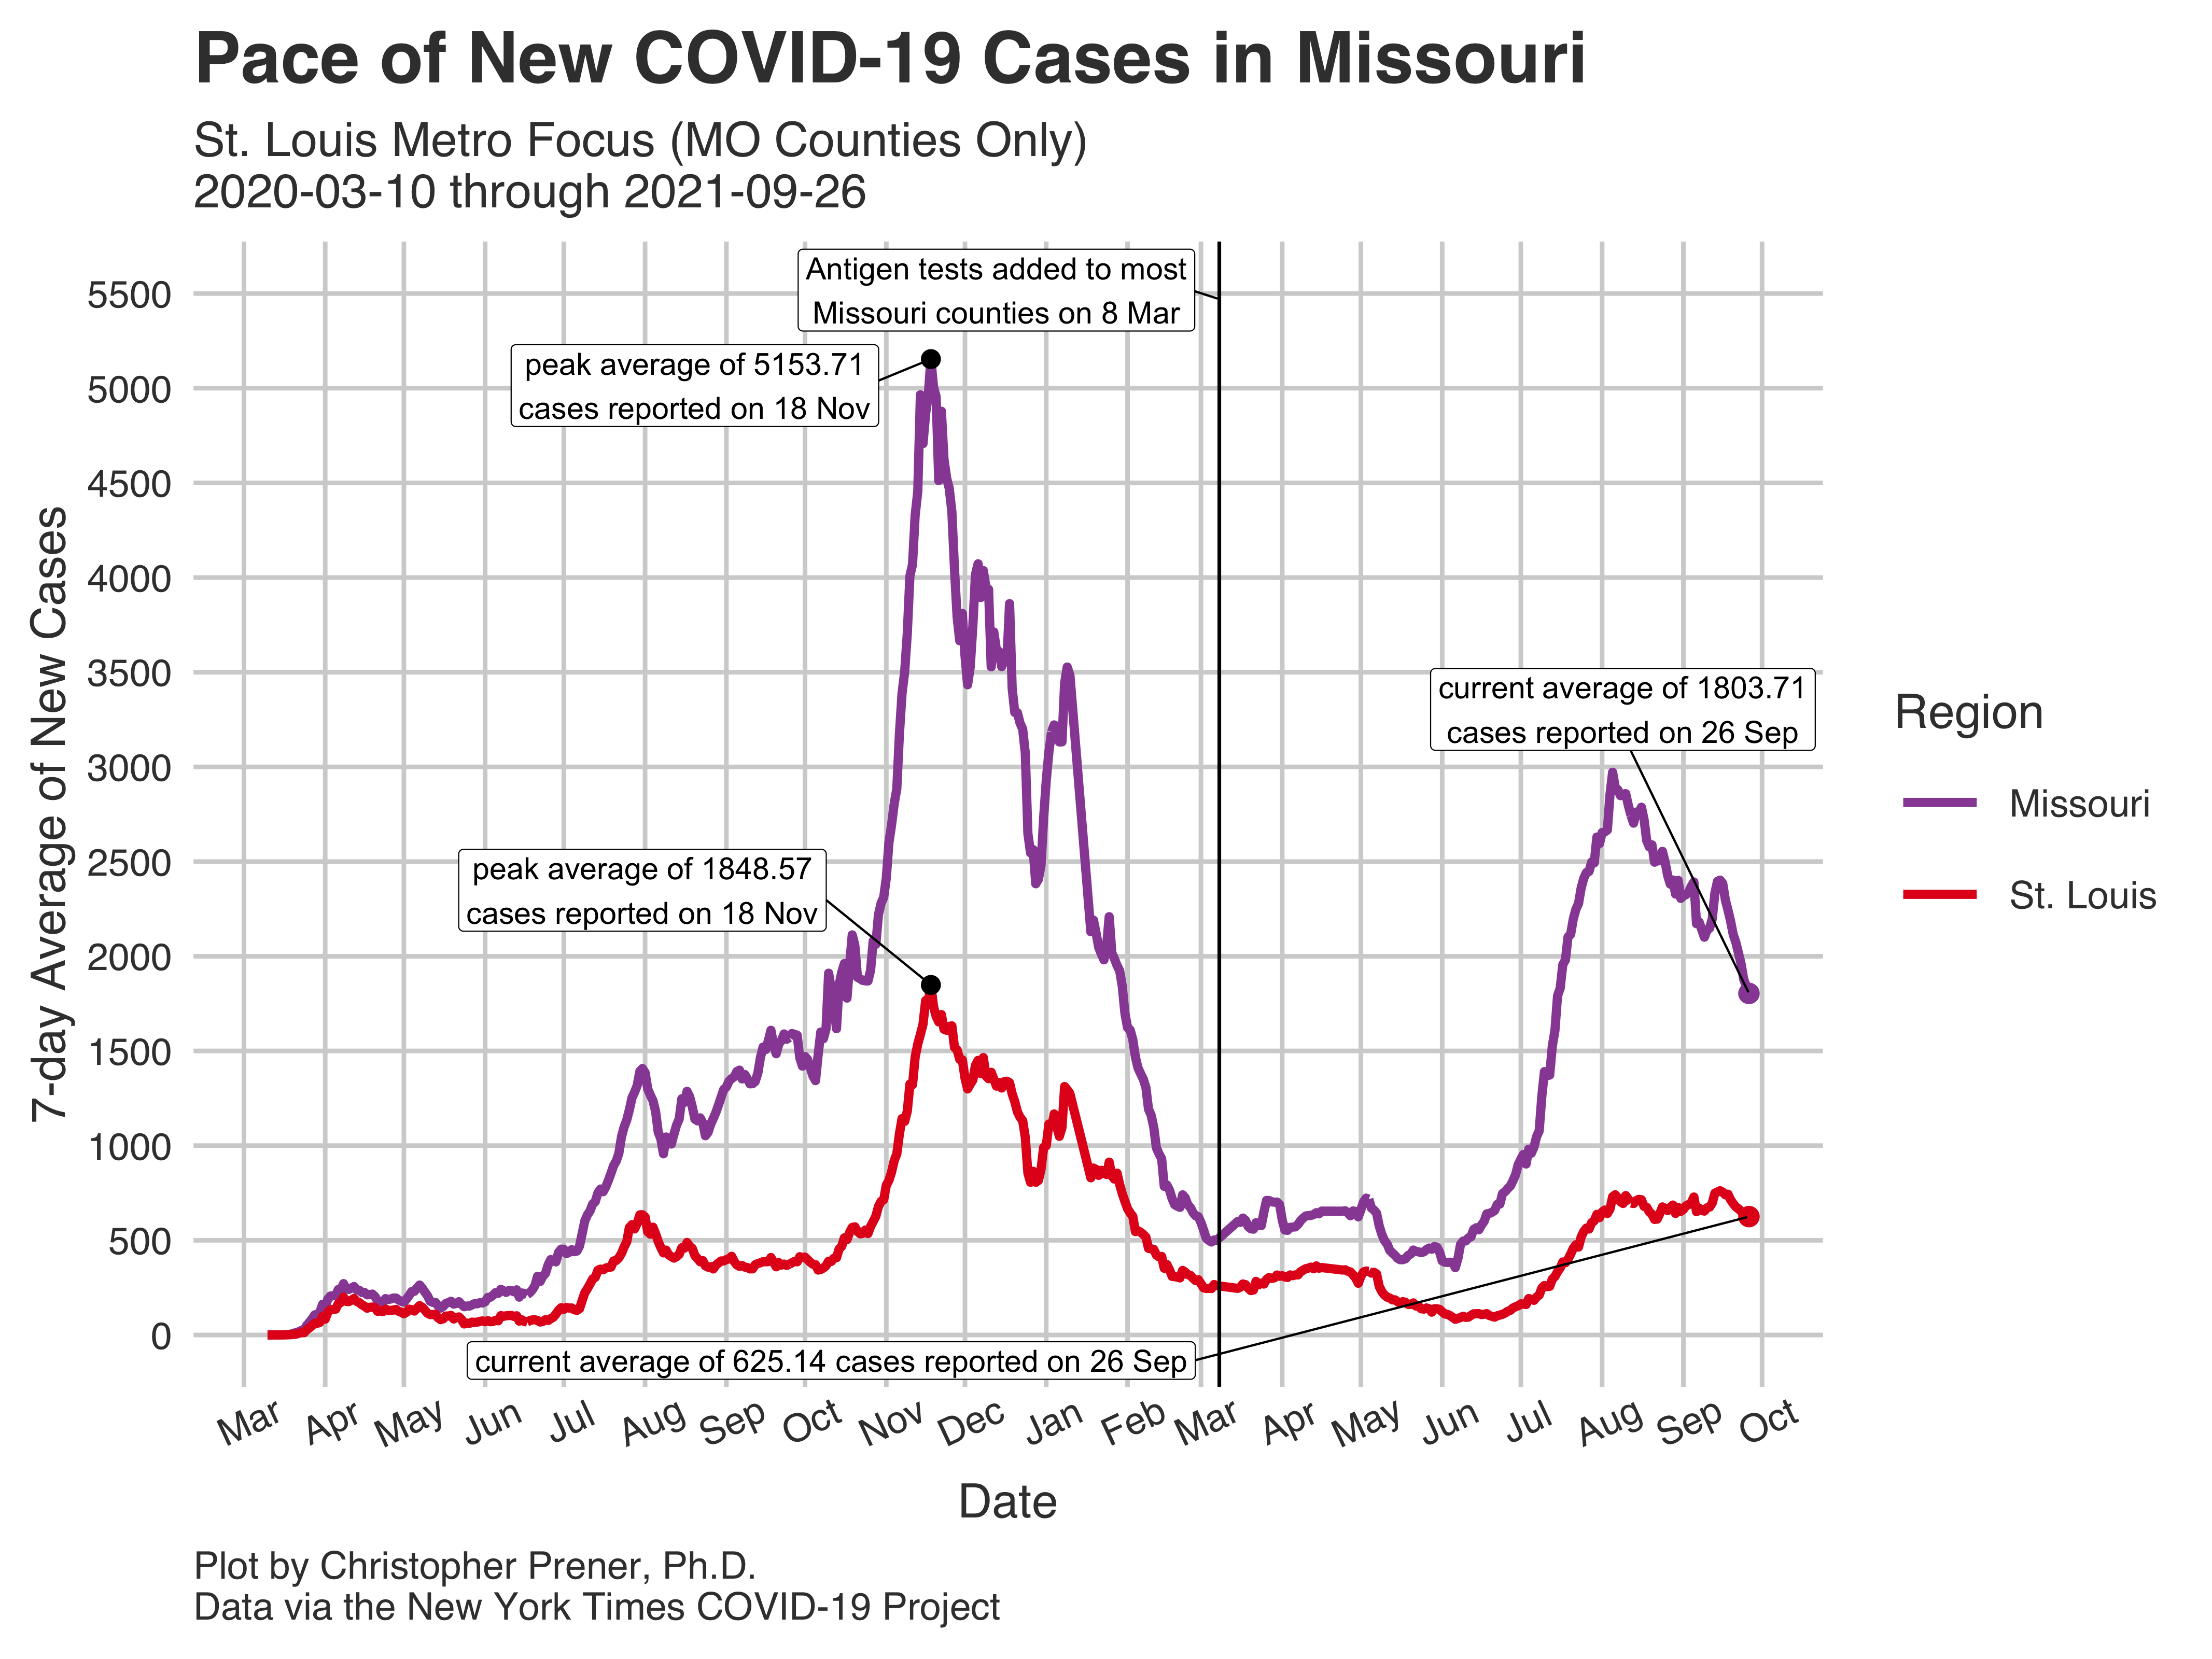 Pace of New COVID-19 Cases in Missouri
St. Louis Metro Focus (MO Counties Only)
2020-03-10 through 2021-09-26
Antigen tests added to most
Missouri counties on 8 Mar
peak average of 5153.71
cases reported on 18 Nov
current average of 1803.71
cases reported on 26 Sep
peak average of 1848.57
cases reported on 18 Nov
current average of 625.14 cases reported on 26 Sep
7-day Average of New Cases
5500
5000
4500
4000
3500
3000
2500
2000
1500
1000
500
0
Mar Apr May Jun Jul Aug Sep Oct Nov Dec Jan Feb Mar Apr May Jun Jul Aug Sep Oct
Date
Region
Missouri
St. Louis
Plot by Christopher Prener, Ph.D.
Data via the New York Times COVID-19 Project